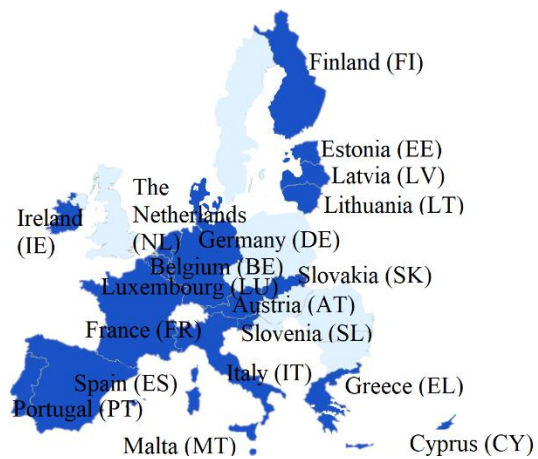 Finland (FI)
Estonia (EE)
Latvia (LV)
Lithuania (LT)
The
Netherlands
(NL)
Ireland
(IE)
Germany (DE)
Belgium (BE)
Luxembourg (LU)
Slovakia (SK)
Austria (AT)
Slovenia (SL)
France (FR)
Italy (IT)
Spain (ES)
Portugal (PT)
Greece (EL)
Malta (MT)
Cyprus (CY)